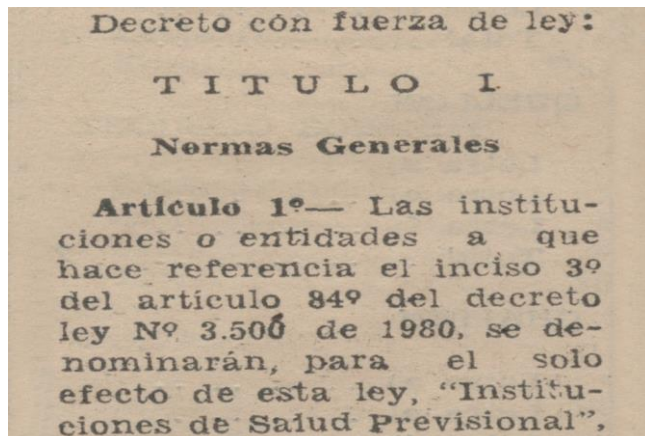 Decreto con fuerza de ley:
T I T U L O I
Normas Generales
Artículo 1º— Las institu-
ciones o entidades a que
hace referencia el inciso 3º
del artículo 84º del decreto
ley Nº 3.500 de 1980, se de-
nominarán, para el solo
efecto de esta ley, "Institu-
ciones de Salud Previsional",